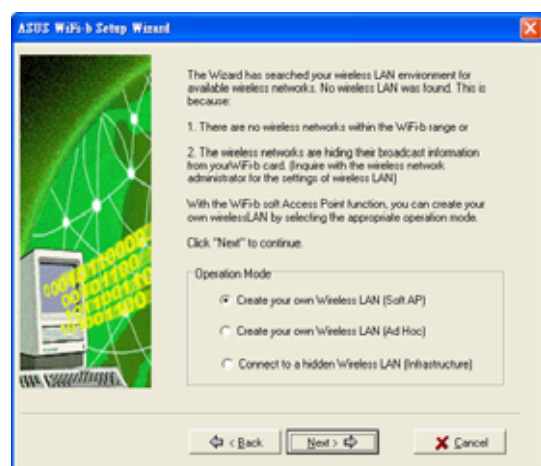 ASUS WiFi-b Setup Wizard
The Wizard has searched your wireless LAN environment for
available wireless networks. No wireless LAN was found. This is
because:
1. There are no wireless networks within the WiFi-b range or
2. The wireless networks are hiding their broadcast information
from yourWiFi-b card. (Inquire with the wireless network
administrator for the settings of wireless LAN)
With the WiFi-b soft Access Point function, you can create your
own wirelessLAN by selecting the appropriate operation mode.
Click "Next" to continue.
Operation Mode
Create your own Wireless LAN (Soft AP)
Create your own Wireless LAN (Ad Hoc)
Connect to a hidden Wireless LAN (Infrastructure)
< Back Next > Cancel